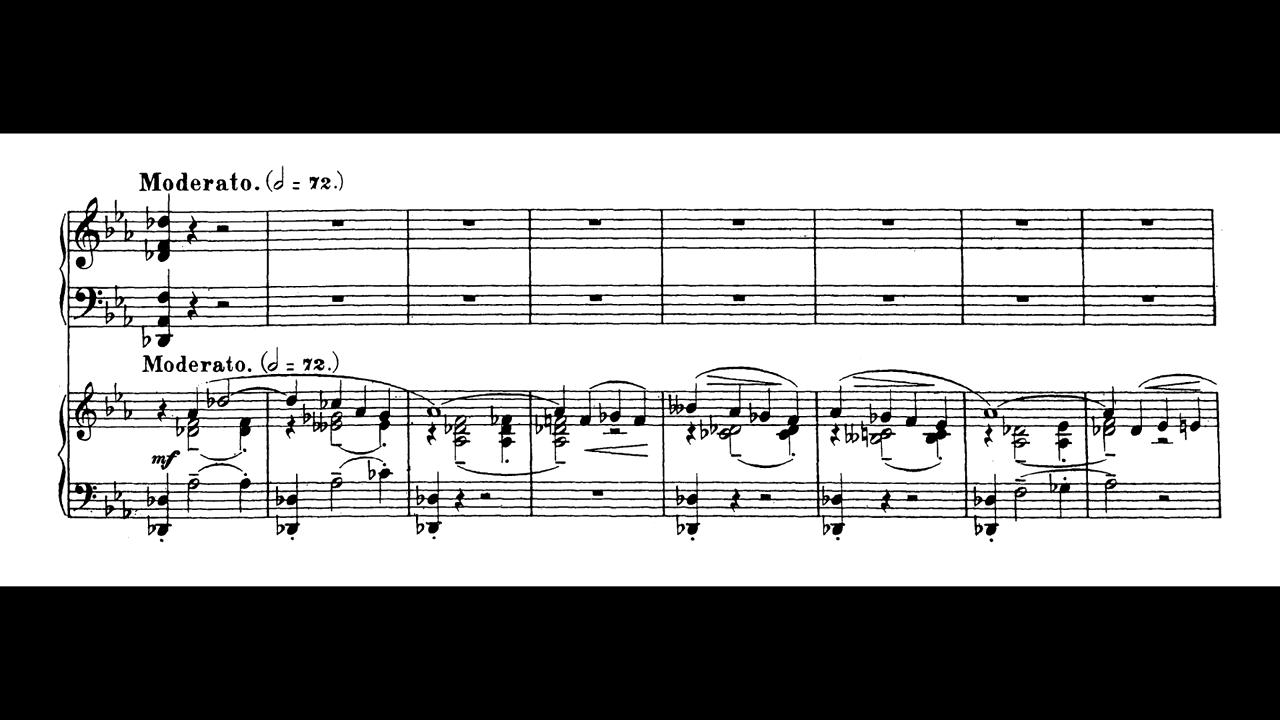 Moderato. (𝅗𝅥 = 72.)
Moderato. (𝅗𝅥 = 72.)
mf